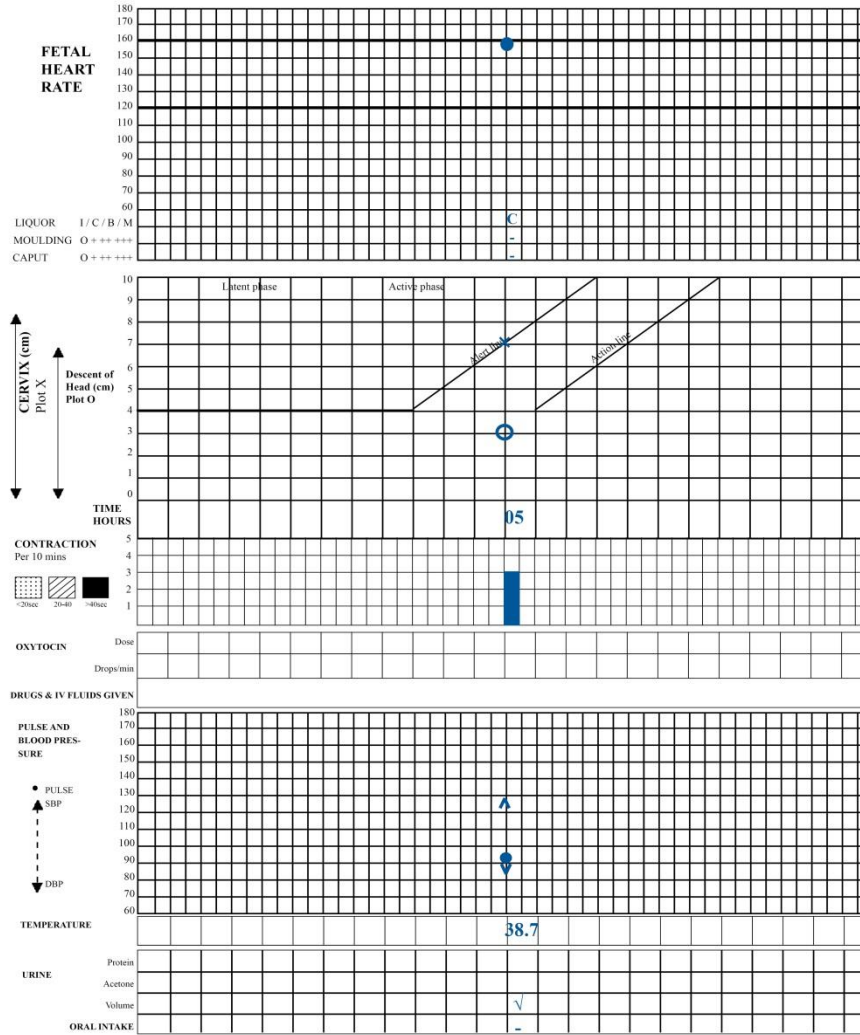 FETAL
HEART
RATE
180
170
160
150
140
130
120
110
100
90
80
70
60
LIQUOR I / C / B / M C
MOULDING O + ++ +++ -
CAPUT O + ++ +++ -
CERVIX (cm)
Plot X
Descent of
Head (cm)
Plot O
10
9
8
7
6
5
4
3
2
1
0
Latent phase
Active phase
Alert line
Action line
TIME
HOURS
05
CONTRACTION
Per 10 mins
5
4
3
2
1
<20sec 20-40 >40sec
OXYTOCIN
Dose
Drops/min
DRUGS & IV FLUIDS GIVEN
PULSE AND
BLOOD PRES-
SURE
PULSE
SBP
DBP
180
170
160
150
140
130
120
110
100
90
80
70
60
TEMPERATURE 38.7
URINE
Protein
Acetone
Volume √
ORAL INTAKE -